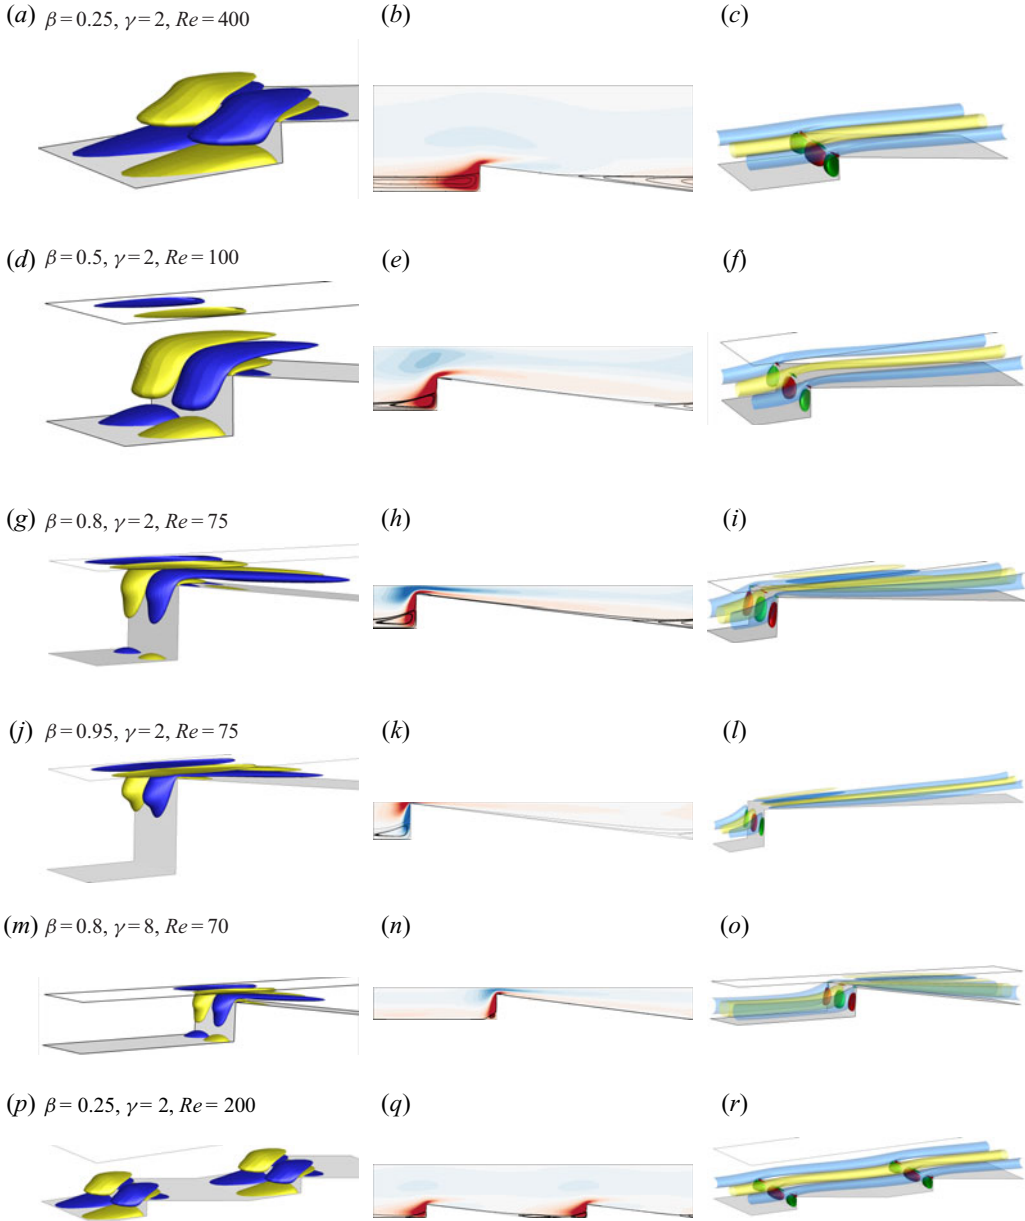 (a) β=0.25, γ=2, Re=400 (b) (c)
(d) β=0.5, γ=2, Re=100 (e) (f)
(g) β=0.8, γ=2, Re=75 (h) (i)
(j) β=0.95, γ=2, Re=75 (k) (l)
(m) β=0.8, γ=8, Re=70 (n) (o)
(p) β=0.25, γ=2, Re=200 (q) (r)